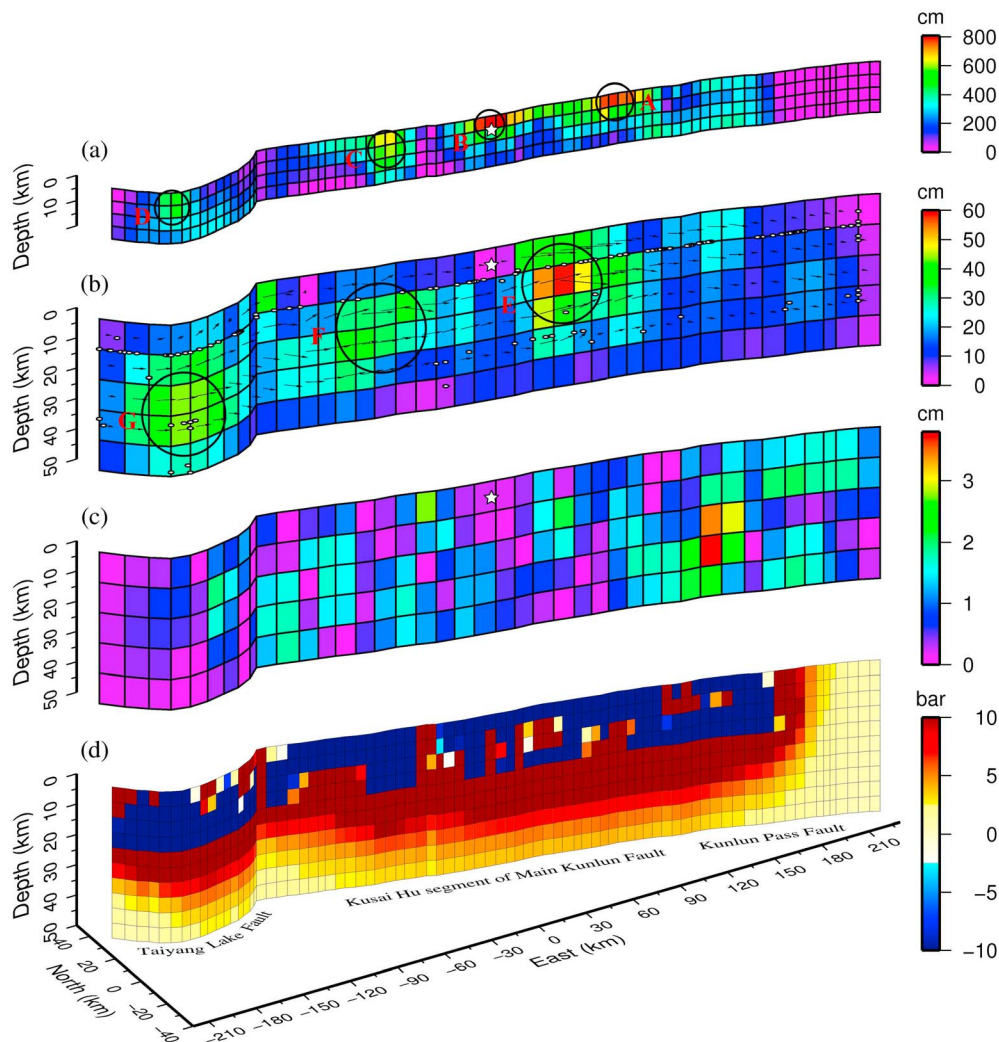 cm
800
600
400
200
0
(a)
A
B
C
D
0
10
Depth (km)
cm
60
50
40
30
20
10
0
(b)
E
F
G
0
10
20
30
40
50
Depth (km)
cm
3
2
1
0
(c)
0
10
20
30
40
50
Depth (km)
bar
10
5
0
−5
−10
(d)
0
10
20
30
40
50
Depth (km)
Taiyang Lake Fault
Kusai Hu segment of Main Kunlun Fault
Kunlun Pass Fault
40
20
0
−20
−40
North (km)
−210
−180
−150
−120
−90
−60
−30
0
30
60
90
120
150
180
210
East (km)